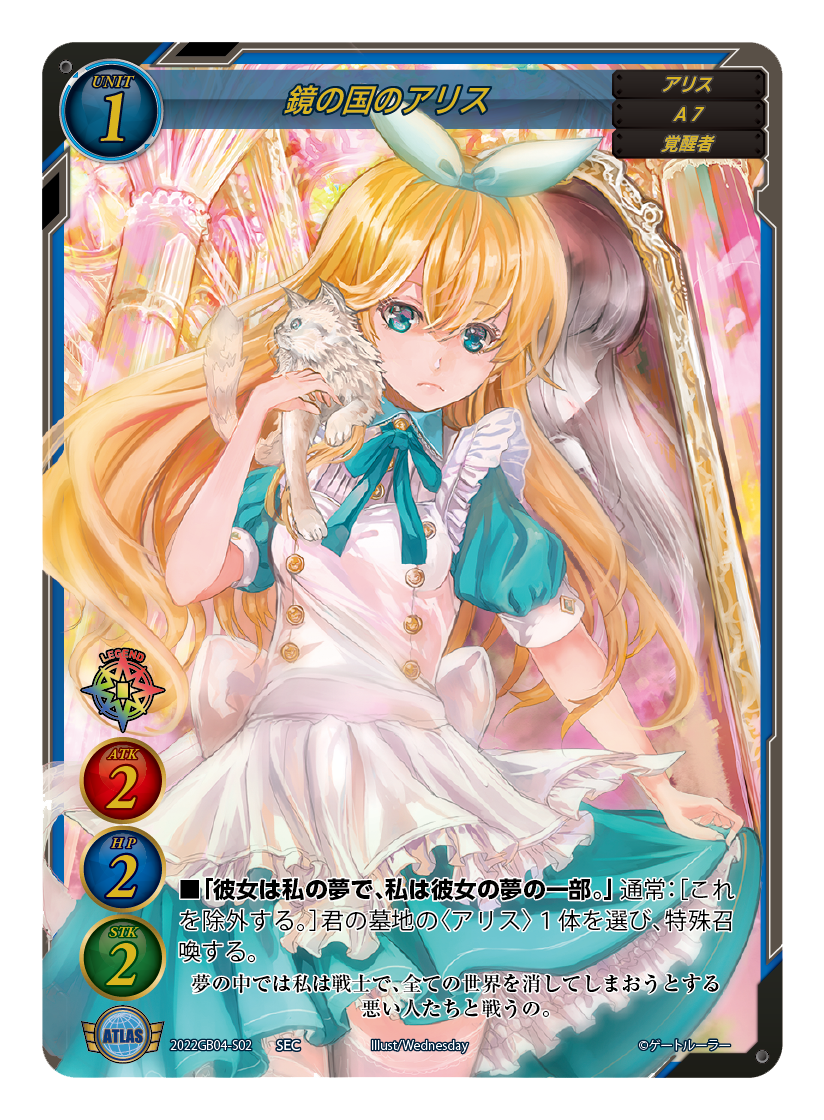 UNIT
1
鏡の国のアリス
アリス
A7
覚醒者
LEGEND
ATK
2
HP
2
STK
2
■「彼女は私の夢で、私は彼女の夢の一部。」通常：[これ
を除外する。]君の墓地の〈アリス〉1体を選び、特殊召
喚する。
夢の中では私は戦士で、全ての世界を消してしまおうとする
悪い人たちと戦うの。
ATLAS
2022GB04-S02 SEC Illust/Wednesday ©ゲートルーラー